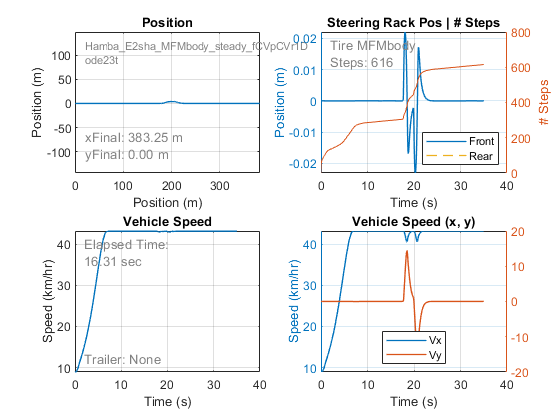 Position
Hamba_E2sha_MFMbody_steady_fCVpCVr1D
ode23t
xFinal: 383.25 m
yFinal: 0.00 m
100
50
0
-50
-100
0
100
200
300
Position (m)
Position (m)
Steering Rack Pos | # Steps
Tire MFMbody
Steps: 616
Front
Rear
0.02
0.01
0
-0.01
-0.02
Position (m)
800
600
400
200
0
# Steps
0
10
20
30
40
Time (s)
Vehicle Speed
Elapsed Time:
16.31 sec
Trailer: None
40
30
20
10
Speed (km/hr)
0
10
20
30
40
Time (s)
Vehicle Speed (x, y)
Vx
Vy
40
30
20
10
Speed (km/hr)
20
10
0
-10
-20
0
10
20
30
40
Time (s)